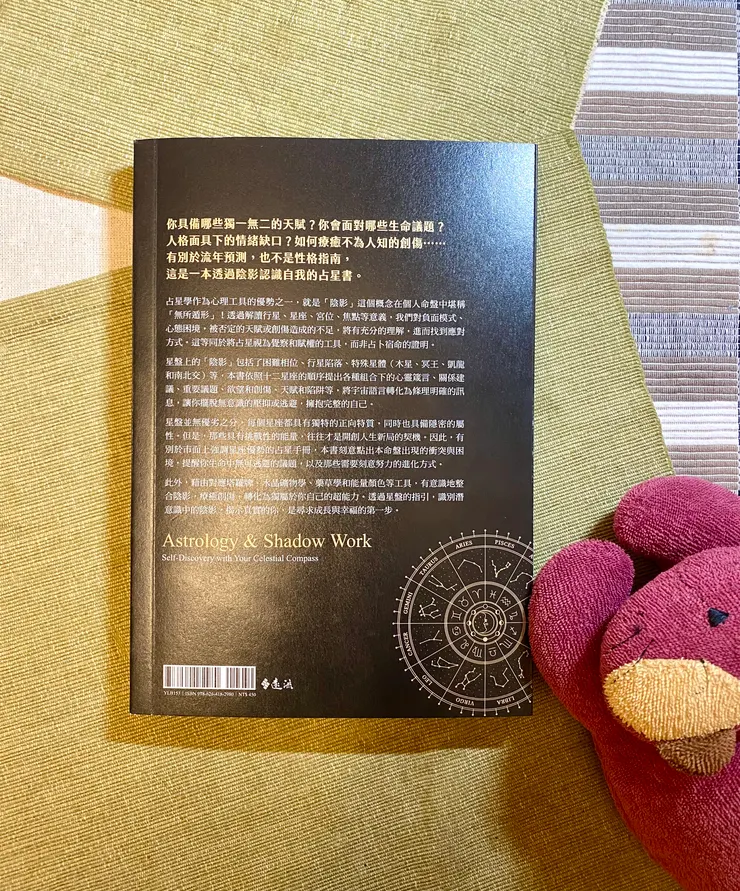 你具備哪些獨一無二的天賦？你會面對哪些生命議題？
人格面具下的情緒缺口？如何療癒不為人知的創傷……
有別於流年預測，也不是性格指南，
這是一本透過陰影認識自我的占星書。
占星學作為心理工具的優勢之一，就是「陰影」這個概念在個人命盤中堪稱
「無所遁形」！透過解讀行星、星座、宮位、焦點等意義，我們對負面模式、
心態困境，被否定的天賦或創傷造成的不足，將有充分的理解，進而找到應對
方式。這等同於將占星視為覺察和賦權的工具，而非占卜宿命的證明。
星盤上的「陰影」包括了困難相位、行星陷落、特殊星體（木星、冥王、凱龍
和南北交）等，本書依照十二星座的順序提出各種組合下的心靈箴言、關係建
議、重要議題、欲望和創傷、天賦和陷阱等，將宇宙語言轉化為條理明確的訊
息，讓你擺脫無意識的壓抑或逃避，擁抱完整的自己。
星盤並無優劣之分，每個星座都具有獨特的正向特質，同時也具備隱密的屬
性。但是，那些具有挑戰性的能量，往往才是開創人生新局的契機。因此，有
別於市面上強調星座優勢的占星手冊，本書刻意點出本命盤出現的衝突與困
境，提醒你生命中無可逃避的議題，以及那些需要刻意努力的進化方式。
此外，藉由對應塔羅牌、水晶礦物學、藥草學和能量顏色等工具，有意識地整
合陰影，療癒創傷，轉化為獨屬於你自己的超能力。透過星盤的指引，識別潛
意識中的陰影，揭示真實的你，是尋求成長與幸福的第一步。
Astrology & Shadow Work
Self-Discovery with Your Celestial Compass
PISCES
ARIES
TAURUS
GEMINI
CANCER
LEO
VIRGO
LIBRA
遠流
YLH155 | ISBN 978-626-418-2980 | NT$ 450